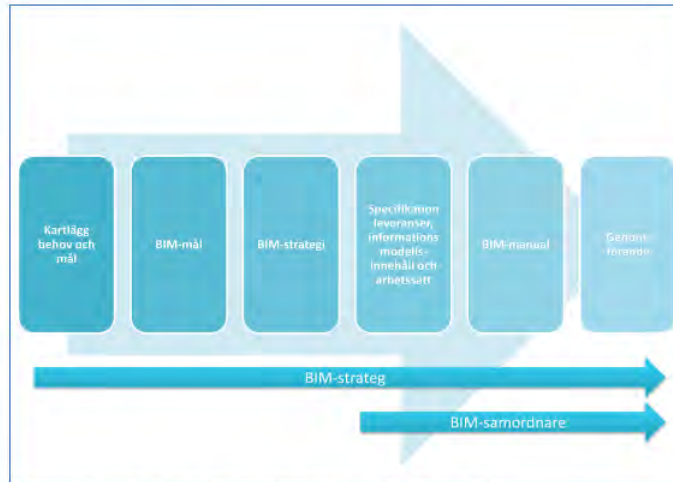 Kartlägg
behov och
mål
BIM-mål
BIM-strategi
Specifikation
leveranser,
informations
modells-
innehåll och
arbetssätt
BIM-manual
Genom-
förande
BIM-strateg
BIM-samordnare